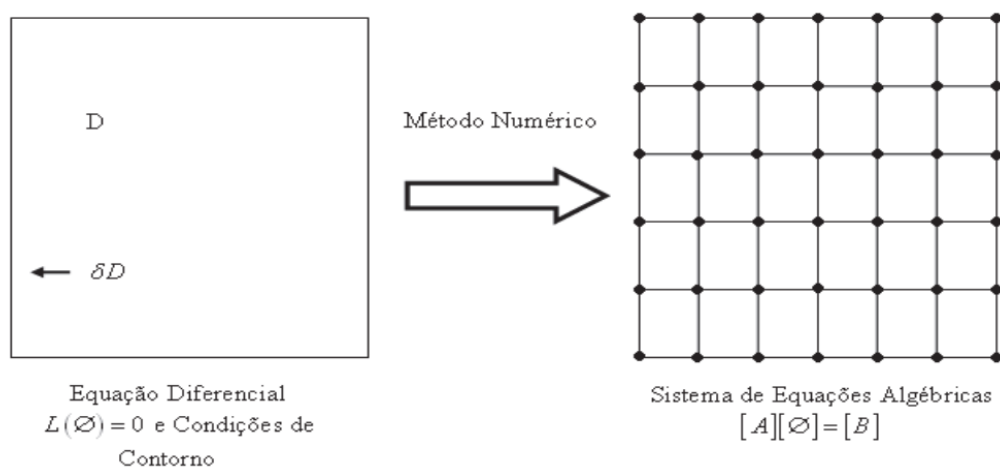 D
δD
Equação Diferencial
L(∅) = 0 e Condições de
Contorno
Método Numérico
Sistema de Equações Algébricas
[A][∅] = [B]